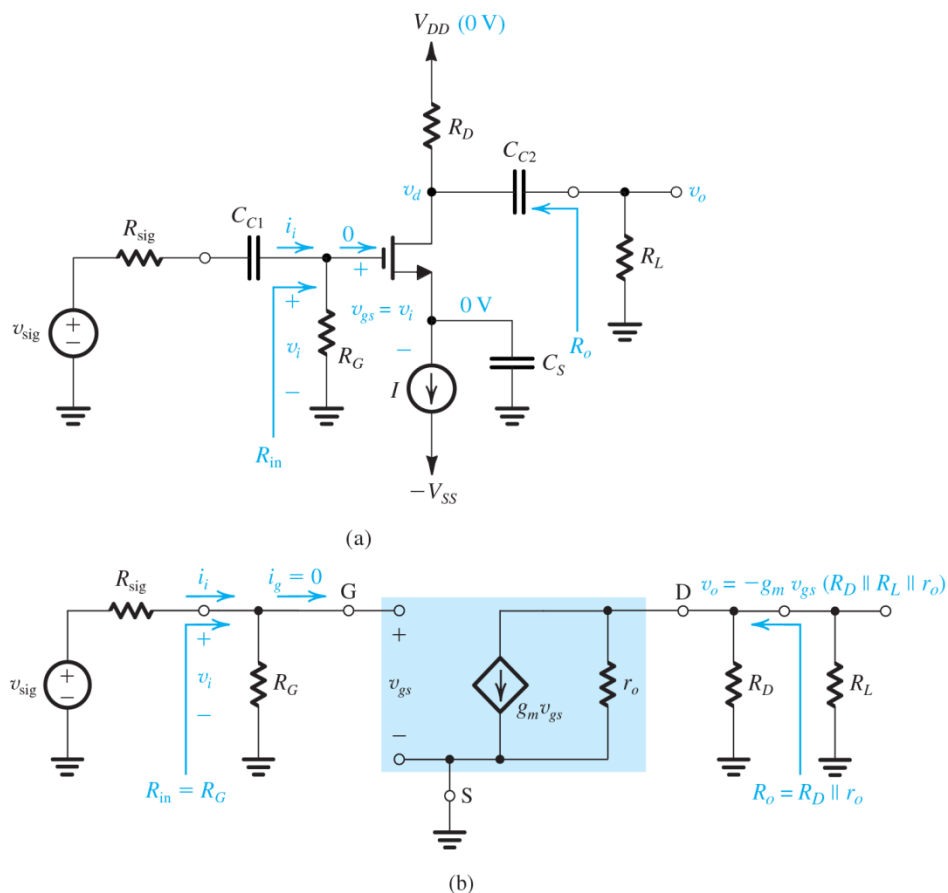 V_DD (0 V)
R_D
C_C2
v_d
v_o
C_C1
i_i
0
R_sig
+
+
R_L
v_gs = v_i
0 V
+
−
v_sig
v_i
R_G
−
R_o
C_S
−
I
R_in
−V_SS
(a)
R_sig
i_i
i_g = 0
G
D
v_o = −g_m v_gs (R_D ∥ R_L ∥ r_o)
+
+
+
−
v_sig
v_i
R_G
v_gs
g_m v_gs
r_o
R_D
R_L
−
−
R_in = R_G
S
R_o = R_D ∥ r_o
(b)